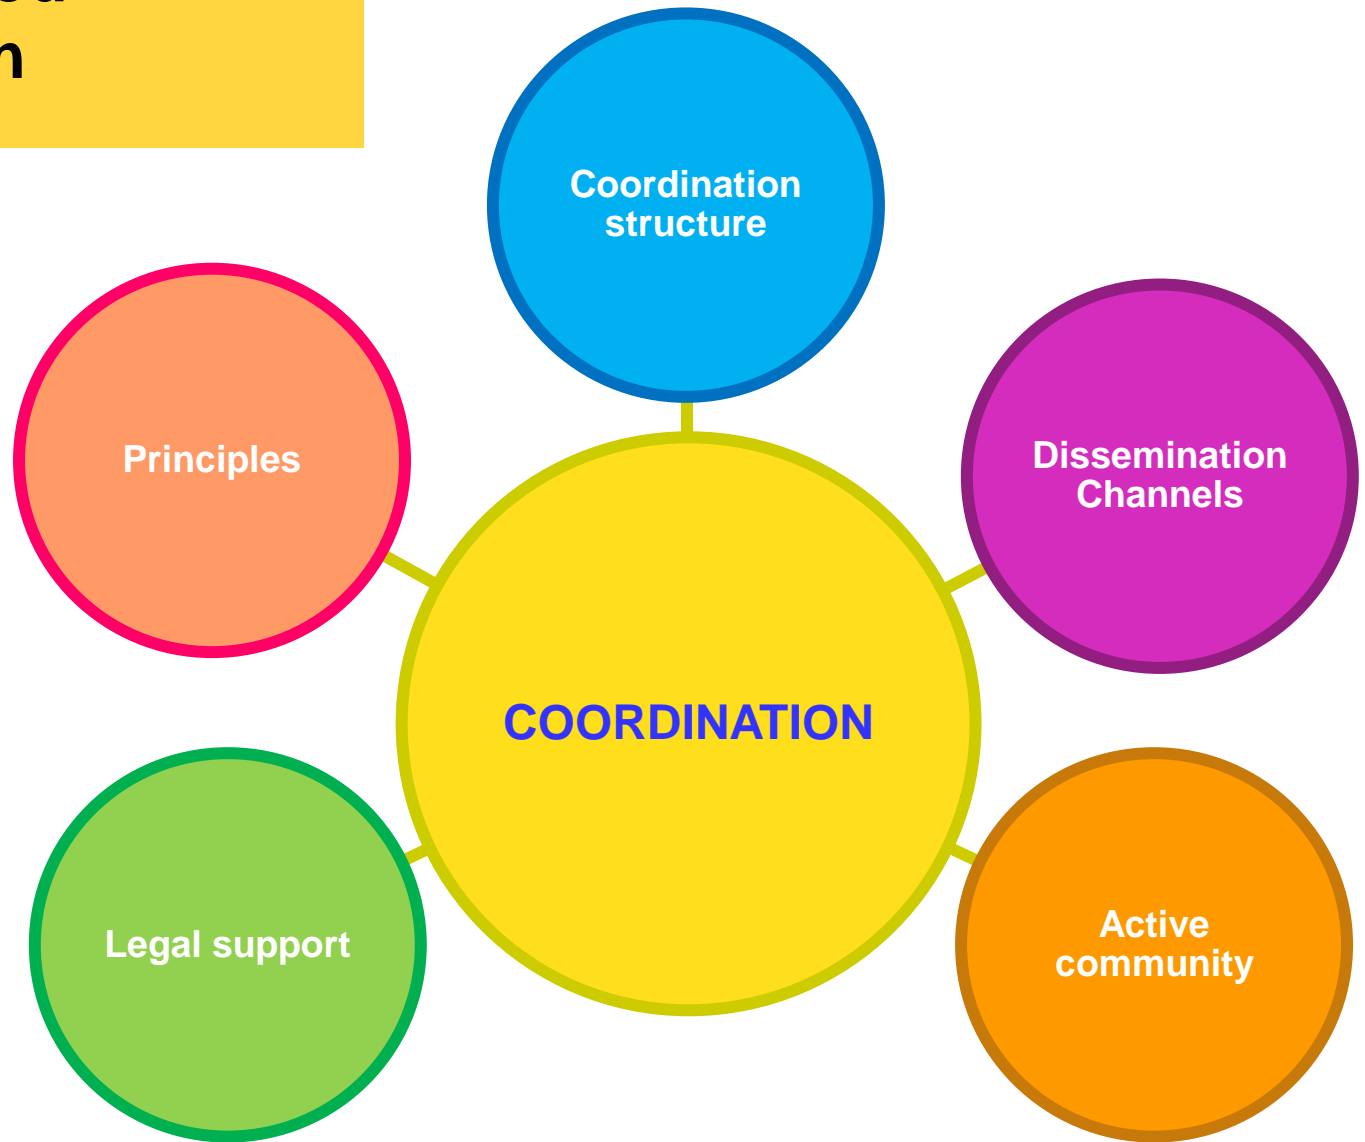 Coordination
structure
Principles
Dissemination
Channels
COORDINATION
Legal support
Active
community